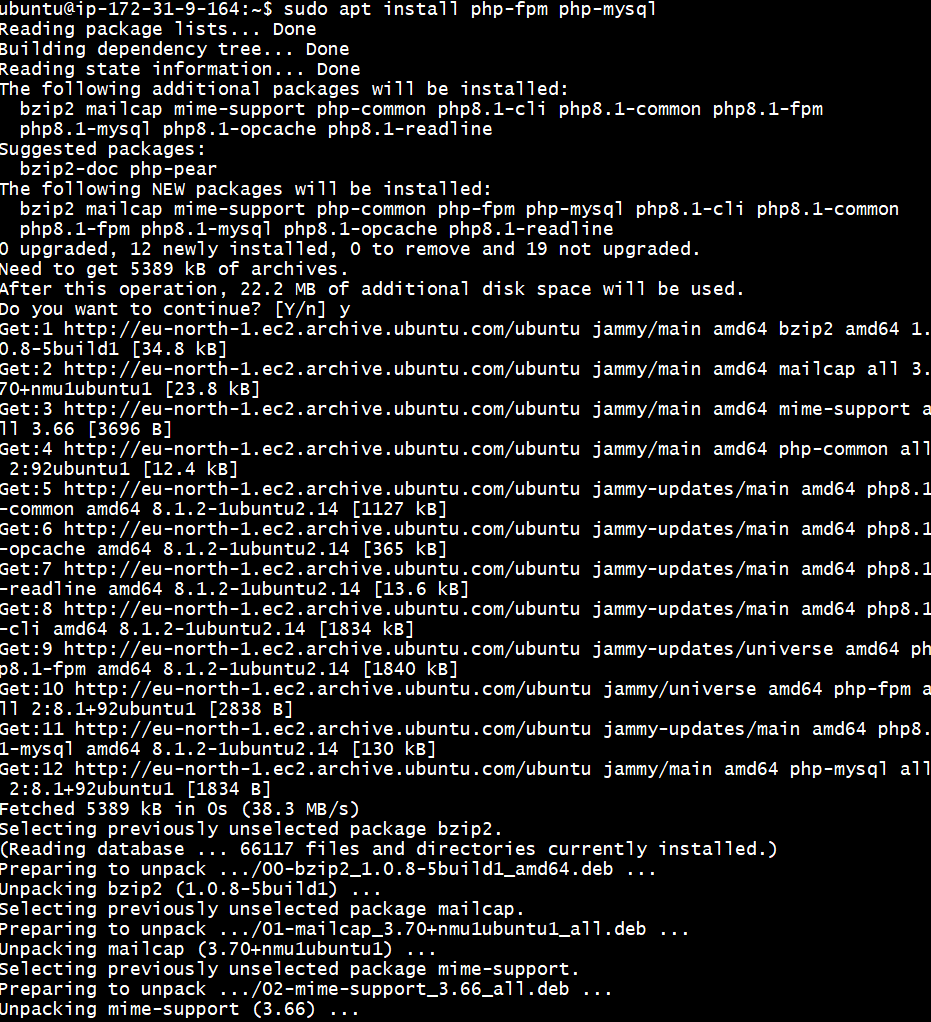 ubuntu@ip-172-31-9-164:~$ sudo apt install php-fpm php-mysql
Reading package lists... Done
Building dependency tree... Done
Reading state information... Done
The following additional packages will be installed:
  bzip2 mailcap mime-support php-common php8.1-cli php8.1-common php8.1-fpm
  php8.1-mysql php8.1-opcache php8.1-readline
Suggested packages:
  bzip2-doc php-pear
The following NEW packages will be installed:
  bzip2 mailcap mime-support php-common php-fpm php-mysql php8.1-cli php8.1-common
  php8.1-fpm php8.1-mysql php8.1-opcache php8.1-readline
0 upgraded, 12 newly installed, 0 to remove and 19 not upgraded.
Need to get 5389 kB of archives.
After this operation, 22.2 MB of additional disk space will be used.
Do you want to continue? [Y/n] y
Get:1 http://eu-north-1.ec2.archive.ubuntu.com/ubuntu jammy/main amd64 bzip2 amd64 1.
0.8-5build1 [34.8 kB]
Get:2 http://eu-north-1.ec2.archive.ubuntu.com/ubuntu jammy/main amd64 mailcap all 3.
70+nmu1ubuntu1 [23.8 kB]
Get:3 http://eu-north-1.ec2.archive.ubuntu.com/ubuntu jammy/main amd64 mime-support a
ll 3.66 [3696 B]
Get:4 http://eu-north-1.ec2.archive.ubuntu.com/ubuntu jammy/main amd64 php-common all
 2:92ubuntu1 [12.4 kB]
Get:5 http://eu-north-1.ec2.archive.ubuntu.com/ubuntu jammy-updates/main amd64 php8.1
-common amd64 8.1.2-1ubuntu2.14 [1127 kB]
Get:6 http://eu-north-1.ec2.archive.ubuntu.com/ubuntu jammy-updates/main amd64 php8.1
-opcache amd64 8.1.2-1ubuntu2.14 [365 kB]
Get:7 http://eu-north-1.ec2.archive.ubuntu.com/ubuntu jammy-updates/main amd64 php8.1
-readline amd64 8.1.2-1ubuntu2.14 [13.6 kB]
Get:8 http://eu-north-1.ec2.archive.ubuntu.com/ubuntu jammy-updates/main amd64 php8.1
-cli amd64 8.1.2-1ubuntu2.14 [1834 kB]
Get:9 http://eu-north-1.ec2.archive.ubuntu.com/ubuntu jammy-updates/universe amd64 ph
p8.1-fpm amd64 8.1.2-1ubuntu2.14 [1840 kB]
Get:10 http://eu-north-1.ec2.archive.ubuntu.com/ubuntu jammy/universe amd64 php-fpm a
ll 2:8.1+92ubuntu1 [2838 B]
Get:11 http://eu-north-1.ec2.archive.ubuntu.com/ubuntu jammy-updates/main amd64 php8.
1-mysql amd64 8.1.2-1ubuntu2.14 [130 kB]
Get:12 http://eu-north-1.ec2.archive.ubuntu.com/ubuntu jammy/main amd64 php-mysql all
 2:8.1+92ubuntu1 [1834 B]
Fetched 5389 kB in 0s (38.3 MB/s)
Selecting previously unselected package bzip2.
(Reading database ... 66117 files and directories currently installed.)
Preparing to unpack .../00-bzip2_1.0.8-5build1_amd64.deb ...
Unpacking bzip2 (1.0.8-5build1) ...
Selecting previously unselected package mailcap.
Preparing to unpack .../01-mailcap_3.70+nmu1ubuntu1_all.deb ...
Unpacking mailcap (3.70+nmu1ubuntu1) ...
Selecting previously unselected package mime-support.
Preparing to unpack .../02-mime-support_3.66_all.deb ...
Unpacking mime-support (3.66) ...